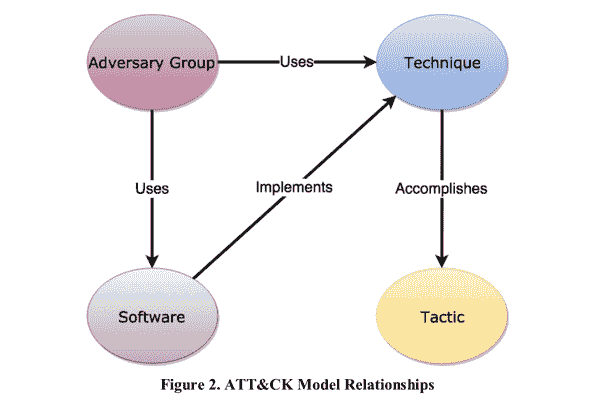 Adversary Group
Uses
Technique
Uses
Implements
Accomplishes
Software
Tactic
Figure 2. ATT&CK Model Relationships